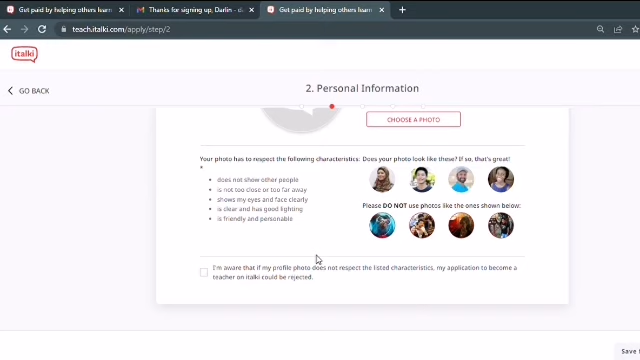 Get paid by helping others learn
Thanks for signing up, Darlin - d
Get paid by helping others learn
teach.italki.com/apply/step/2
italki
GO BACK
2. Personal Information
CHOOSE A PHOTO
Your photo has to respect the following characteristics:
*
does not show other people
is not too close or too far away
shows my eyes and face clearly
is clear and has good lighting
is friendly and personable
Does your photo look like these? If so, that's great!
Please DO NOT use photos like the ones shown below:
I'm aware that if my profile photo does not respect the listed characteristics, my application to become a
teacher on italki could be rejected.
Save